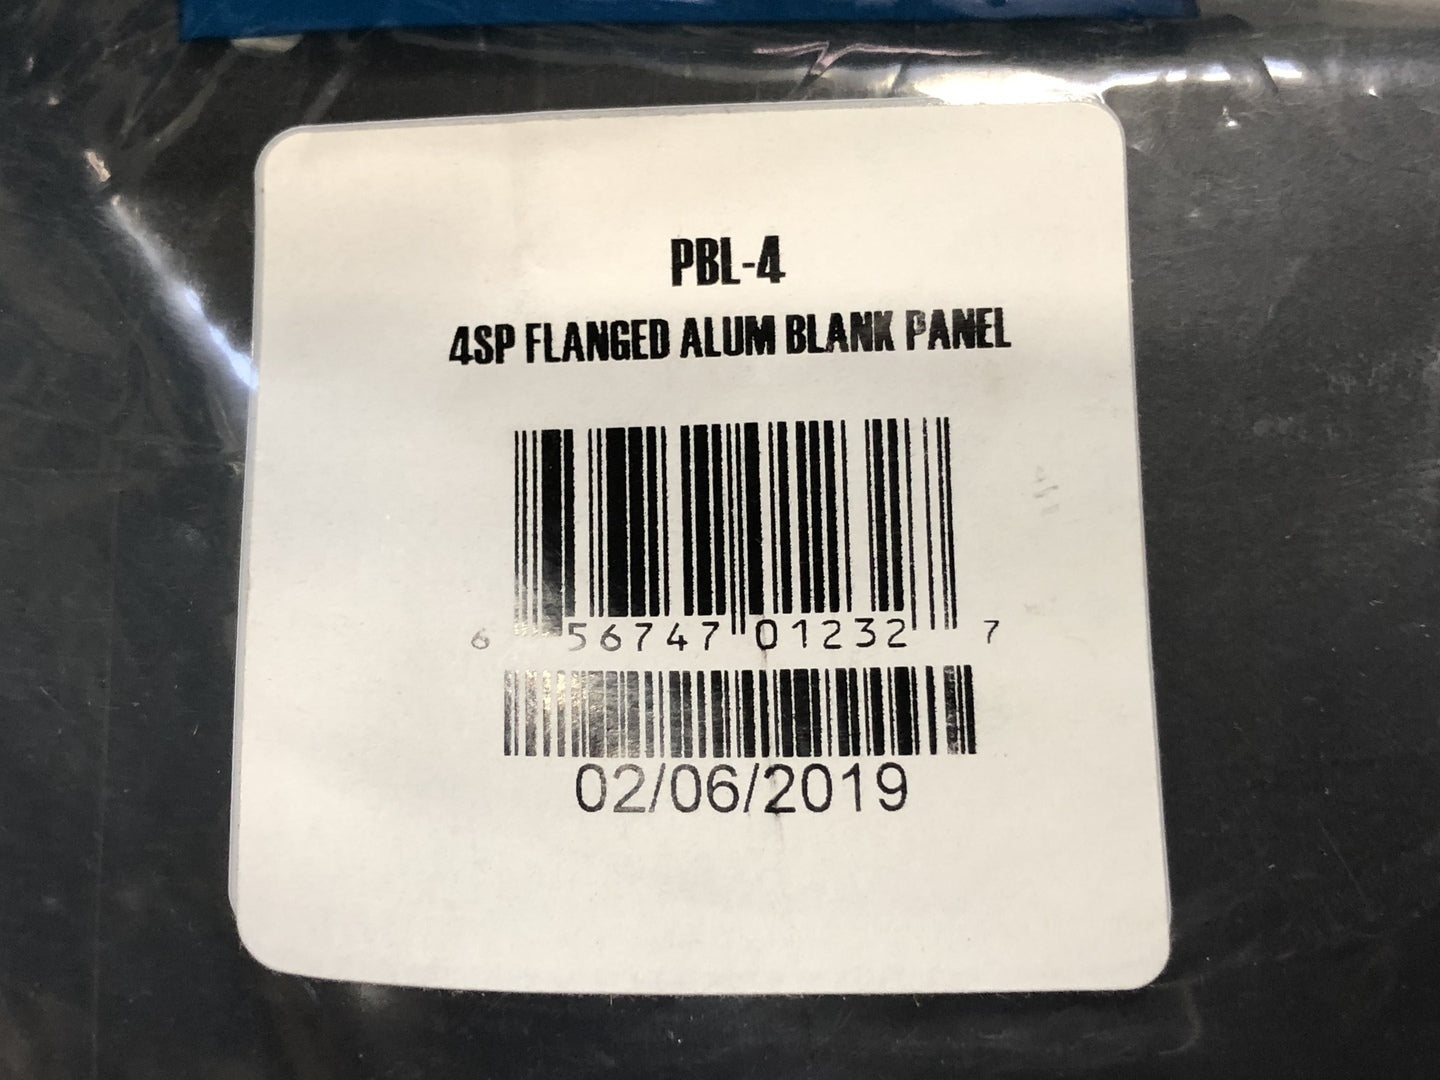 PBL-4
4SP FLANGED ALUM BLANK PANEL
6 56747 01232 7
02/06/2019